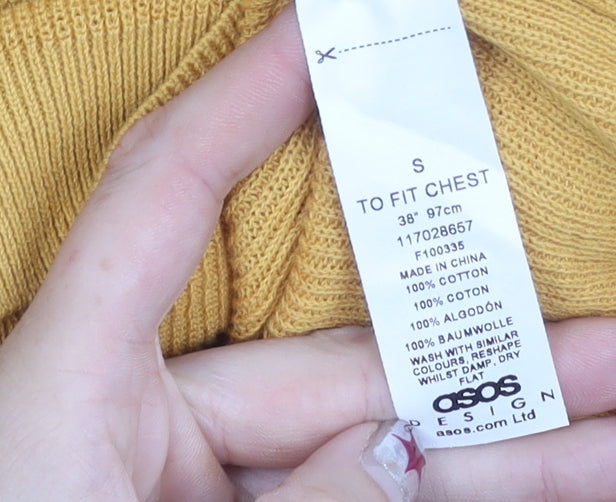 S
TO FIT CHEST
38" 97cm
117028657
F100335
MADE IN CHINA
100% COTTON
100% COTON
100% ALGODÓN
100% BAUMWOLLE
WASH WITH SIMILAR
COLOURS, RESHAPE
WHILST DAMP, DRY
FLAT
asos
DESIGN
asos.com Ltd